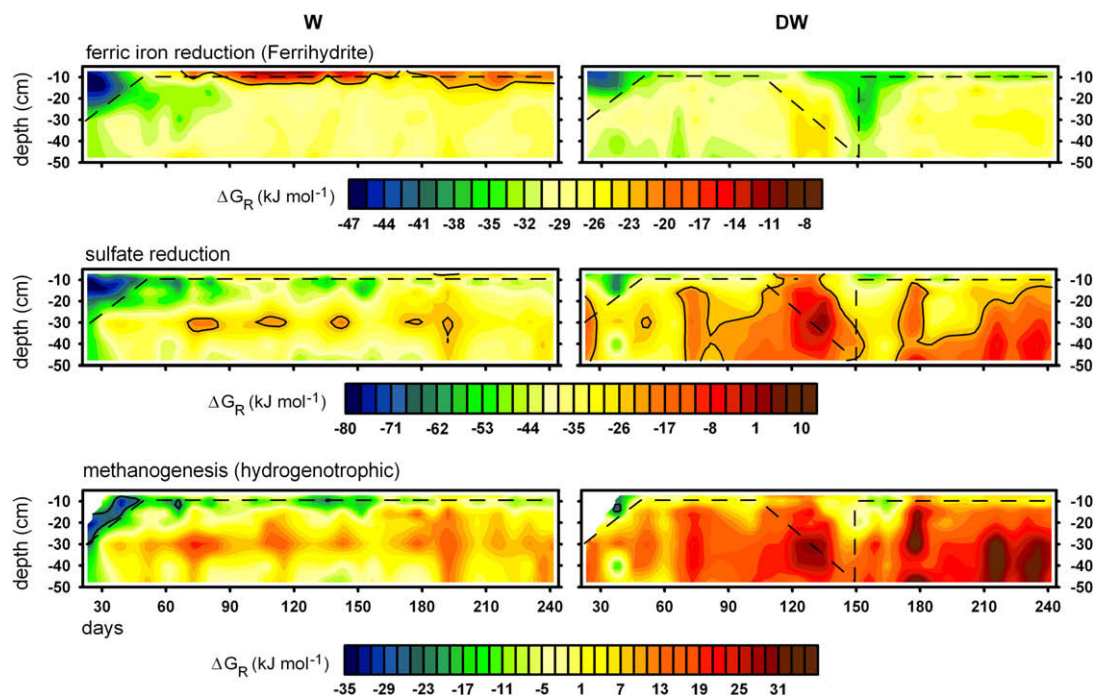 W DW
ferric iron reduction (Ferrihydrite)
depth (cm)
-10 -10
-20 -20
-30 -30
-40 -40
-50 -50
ΔG_R (kJ mol⁻¹)
-47 -44 -41 -38 -35 -32 -29 -26 -23 -20 -17 -14 -11 -8
sulfate reduction
depth (cm)
-10 -10
-20 -20
-30 -30
-40 -40
-50 -50
ΔG_R (kJ mol⁻¹)
-80 -71 -62 -53 -44 -35 -26 -17 -8 1 10
methanogenesis (hydrogenotrophic)
depth (cm)
-10 -10
-20 -20
-30 -30
-40 -40
-50 -50
30 60 90 120 150 180 210 240 30 60 90 120 150 180 210 240
days
ΔG_R (kJ mol⁻¹)
-35 -29 -23 -17 -11 -5 1 7 13 19 25 31